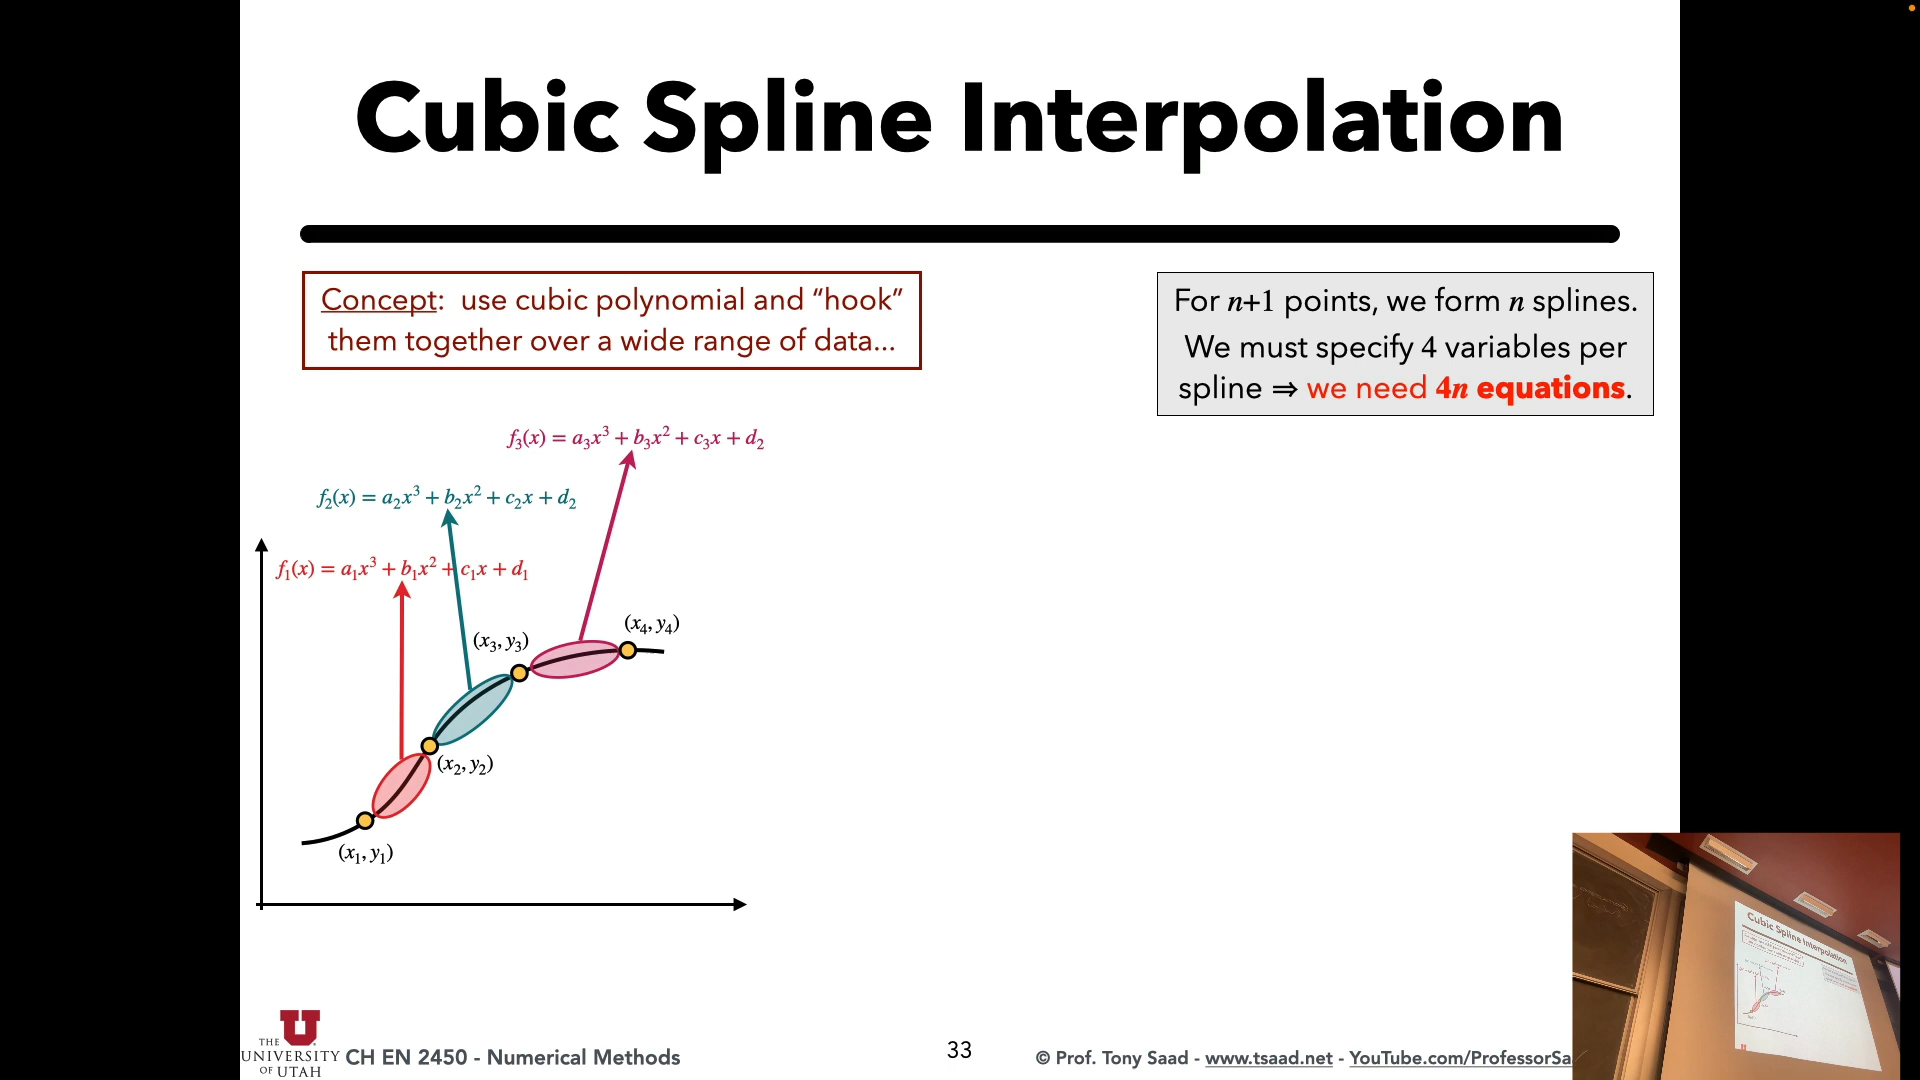 Cubic Spline Interpolation
Concept: use cubic polynomial and “hook”
them together over a wide range of data...
For n+1 points, we form n splines.
We must specify 4 variables per
spline ⇒ we need 4n equations.
f₃(x) = a₃x³ + b₃x² + c₃x + d₂
f₂(x) = a₂x³ + b₂x² + c₂x + d₂
f₁(x) = a₁x³ + b₁x² + c₁x + d₁
(x₄, y₄)
(x₃, y₃)
(x₂, y₂)
(x₁, y₁)
THE
UNIVERSITY
OF UTAH
CH EN 2450 - Numerical Methods
33
© Prof. Tony Saad - www.tsaad.net - YouTube.com/ProfessorSa
Cubic Spline Interpolation